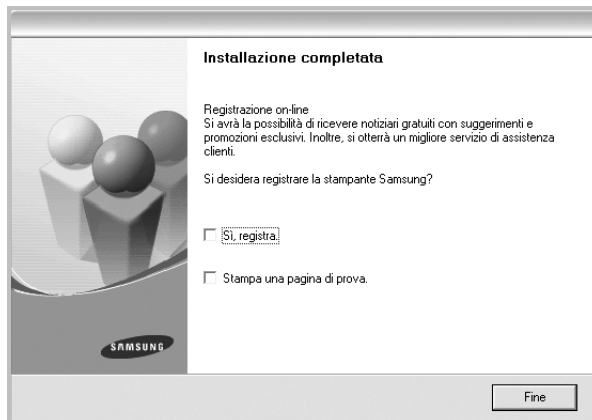 Installazione completata
Registrazione on-line
Si avrà la possibilità di ricevere notiziari gratuiti con suggerimenti e
promozioni esclusivi. Inoltre, si otterrà un migliore servizio di assistenza
clienti.
Si desidera registrare la stampante Samsung?
Sì, registra.
Stampa una pagina di prova.
SAMSUNG
Fine